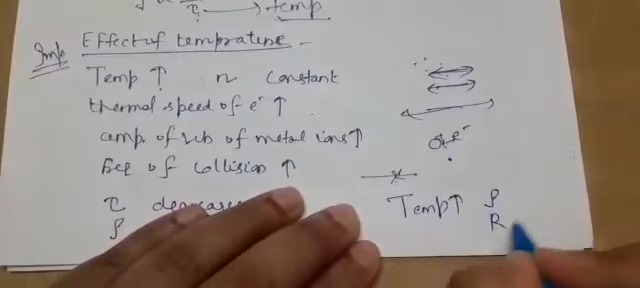 τ → temp
Imp Effect of temprature -
Temp ↑ n constant
thermal speed of e⁻ ↑
amp. of vib of metal ions ↑
freq of collision ↑
τ decreases
ρ
e⁻
Temp ↑ ρ
R